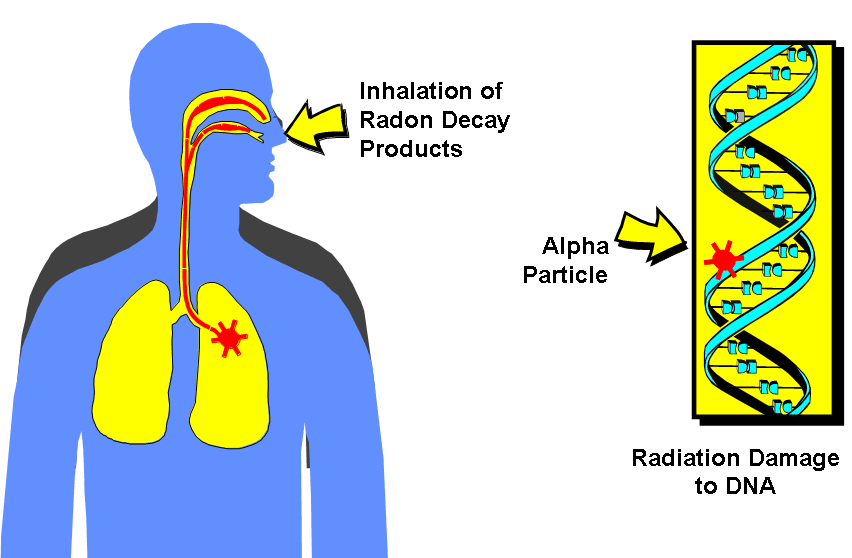 Inhalation of
Radon Decay
Products
Alpha
Particle
Radiation Damage
to DNA